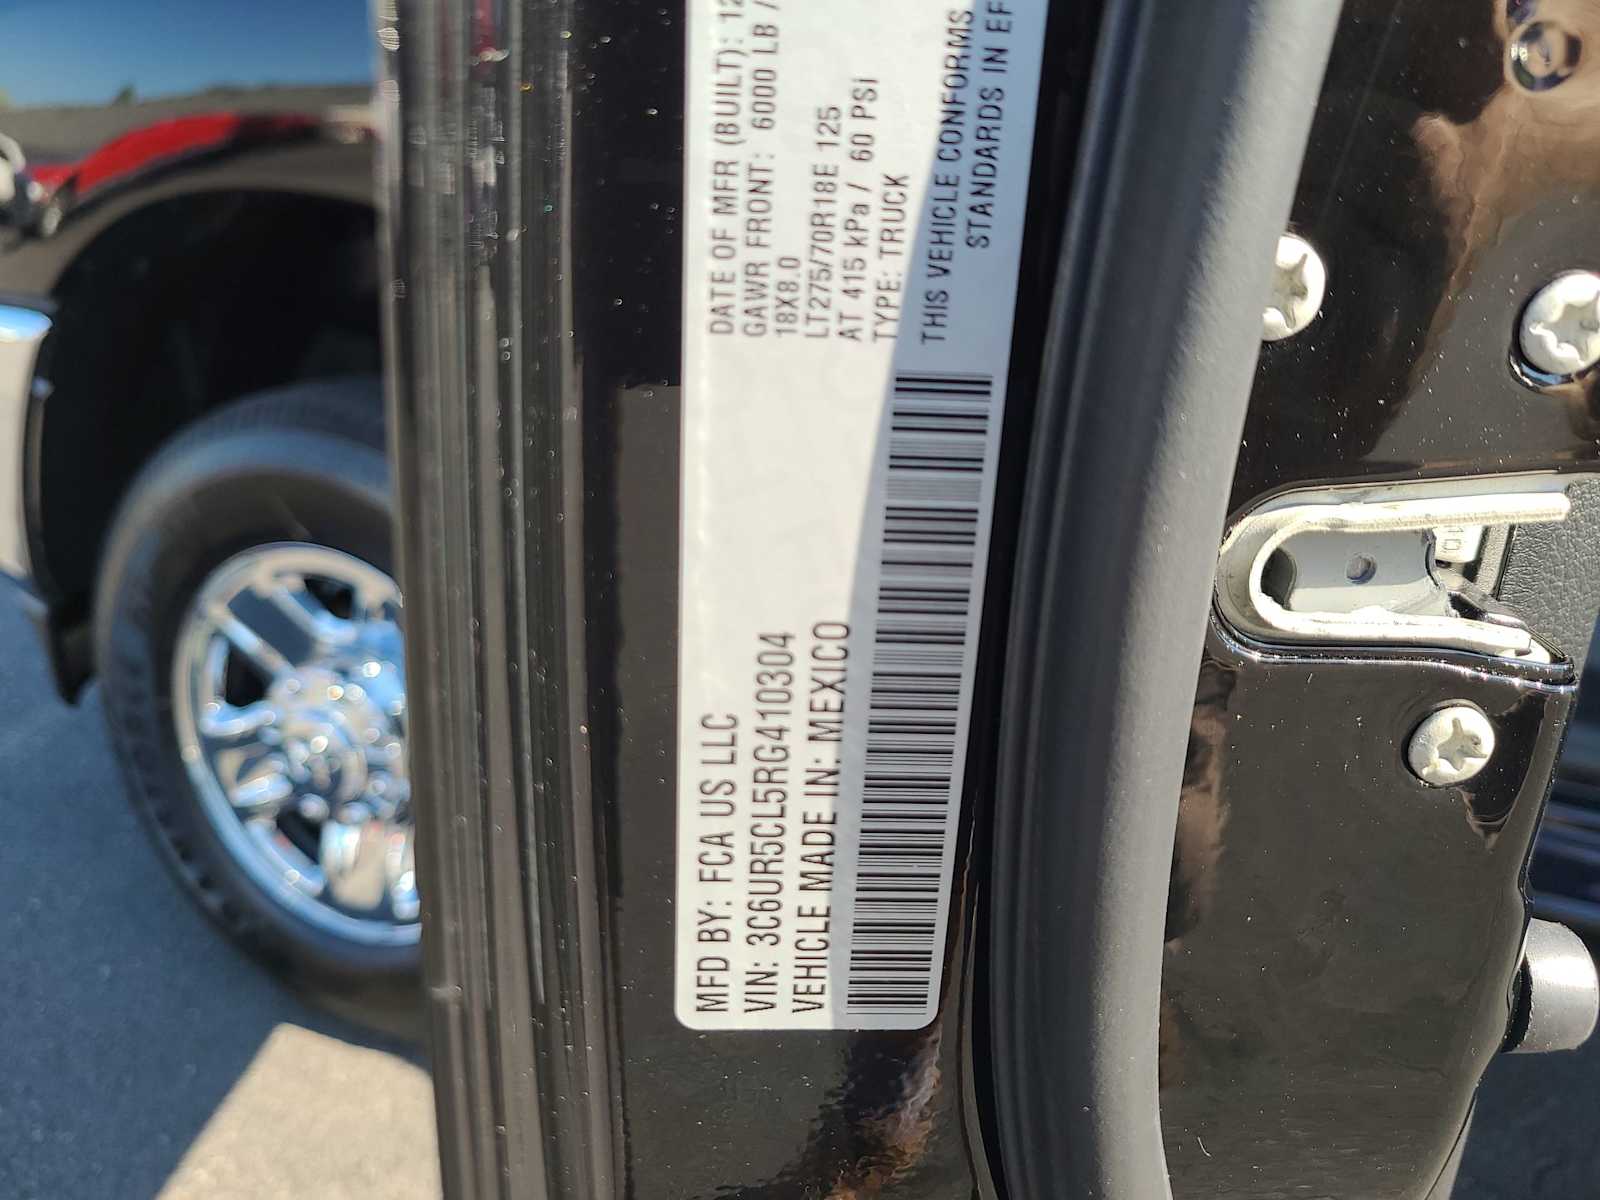 MFD BY: FCA US LLC
VIN: 3C6UR5CL5RG410304
VEHICLE MADE IN: MEXICO
DATE OF MFR (BUILT): 12
GAWR FRONT: 6000 LB /
18X8.0
LT275/70R18E 125
AT 415 kPa / 60 PSi
TYPE: TRUCK
THIS VEHICLE CONFORMS
STANDARDS IN EF